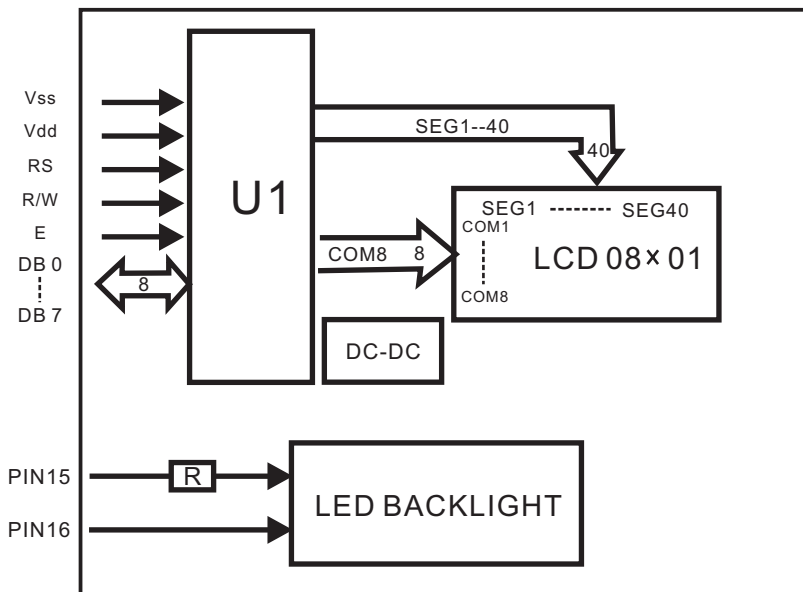 Vss
Vdd
RS
R/W
E
DB 0
DB 7
8
U1
SEG1--40
40
COM8 8
SEG1 SEG40
COM1
COM8
LCD 08× 01
DC-DC
PIN15
R
PIN16
LED BACKLIGHT